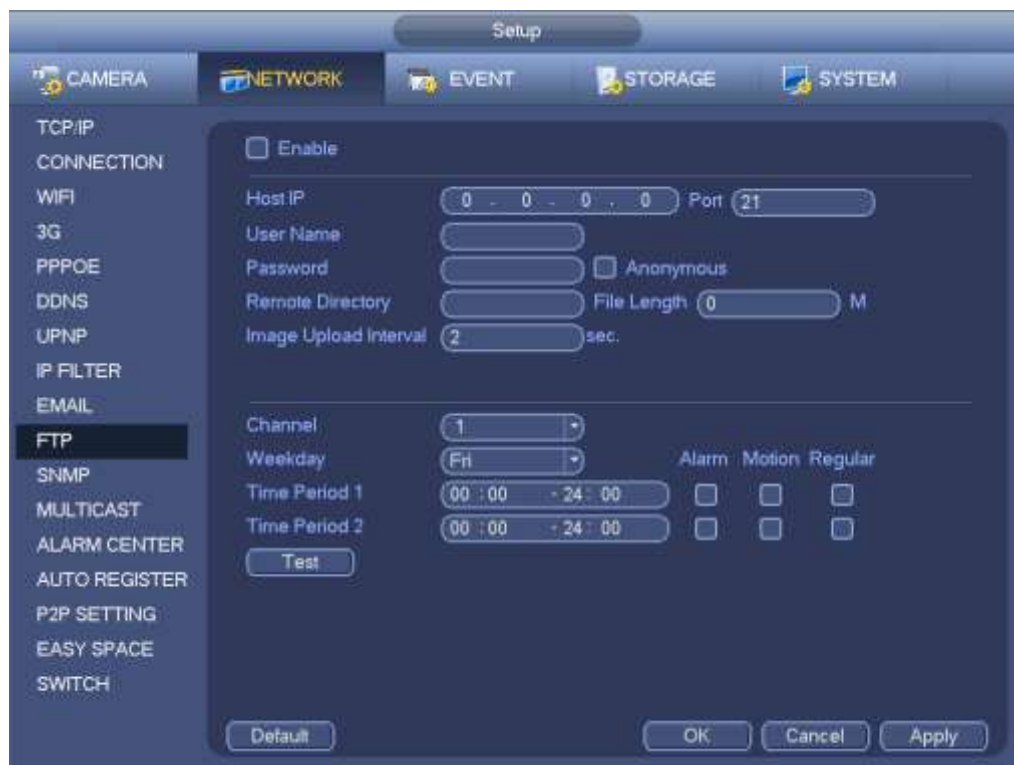 Setup
CAMERA NETWORK EVENT STORAGE SYSTEM
TCP/IP
CONNECTION
WIFI
3G
PPPOE
DDNS
UPNP
IP FILTER
EMAIL
FTP
SNMP
MULTICAST
ALARM CENTER
AUTO REGISTER
P2P SETTING
EASY SPACE
SWITCH
Enable
Host IP 0 . 0 . 0 . 0 Port 21
User Name
Password Anonymous
Remote Directory File Length 0 M
Image Upload Interval 2 sec.
Channel 1
Weekday Fri Alarm Motion Regular
Time Period 1 00 : 00 - 24 : 00
Time Period 2 00 : 00 - 24 : 00
Test
Default OK Cancel Apply